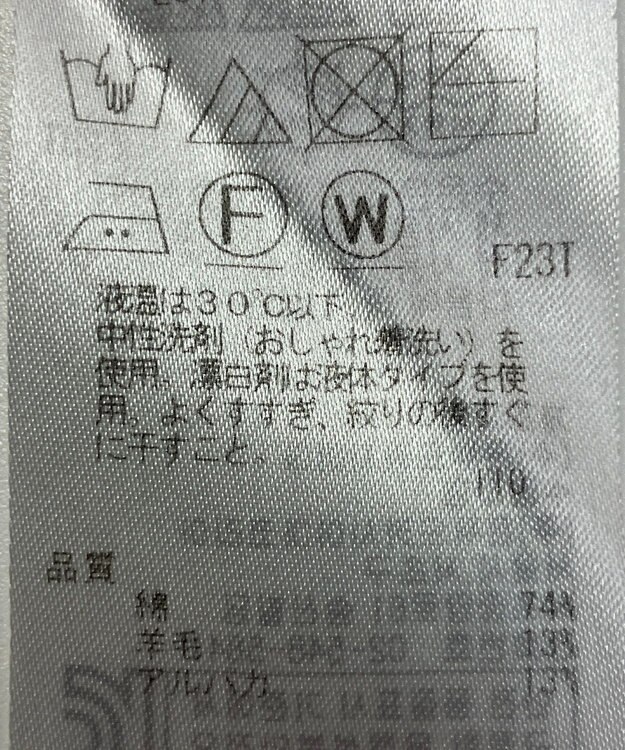 F
W
F23T
液温は30℃以下
中性洗剤（おしゃれ着洗い）を
使用。漂白剤は液体タイプを使
用。よくすすぎ、絞りの後すぐ
に干すこと。
110
品質
綿 74%
羊毛 13%
アルパカ 13%